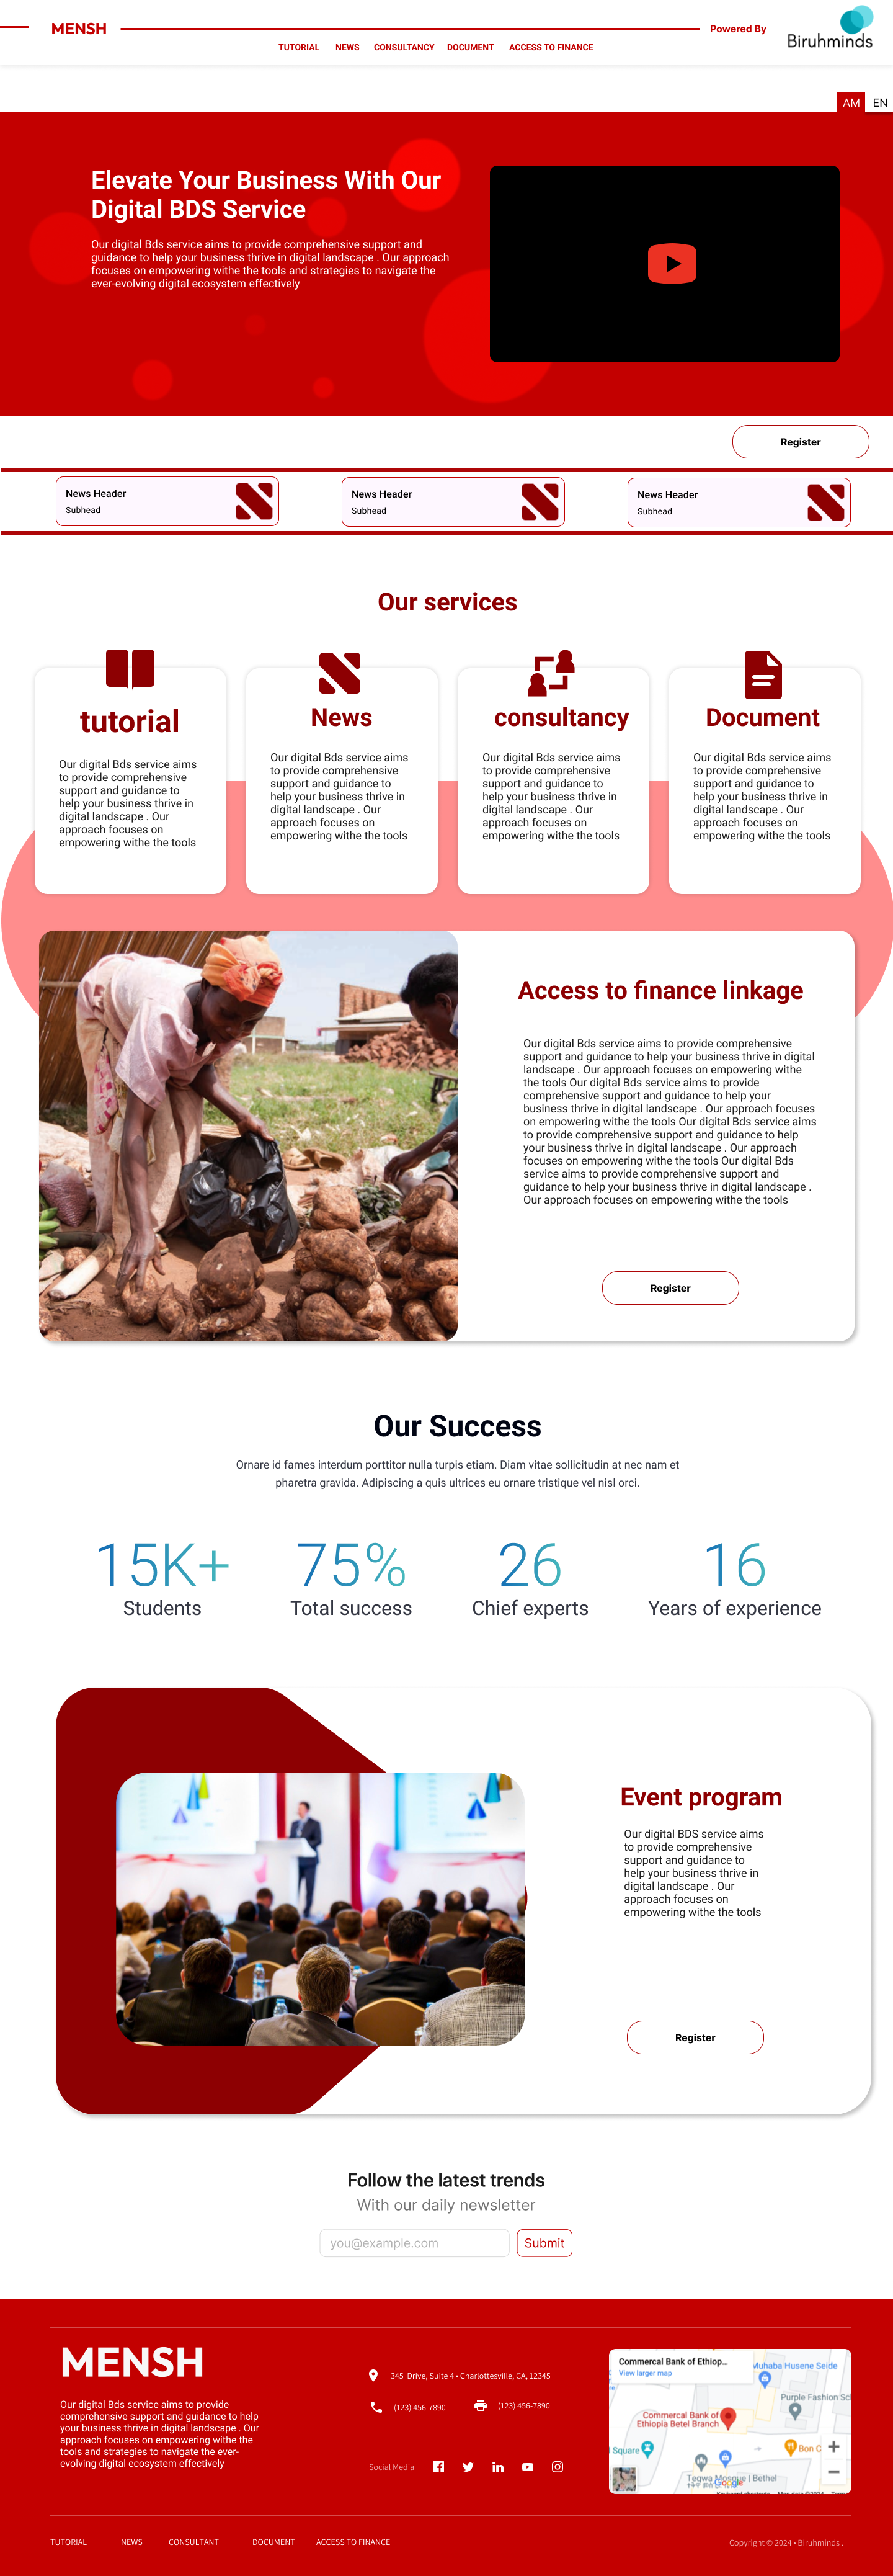 MENSH
Powered By
Biruhminds
TUTORIAL NEWS CONSULTANCY DOCUMENT ACCESS TO FINANCE
AM EN
Elevate Your Business With Our
Digital BDS Service
Our digital Bds service aims to provide comprehensive support and
guidance to help your business thrive in digital landscape . Our approach
focuses on empowering withe the tools and strategies to navigate the
ever-evolving digital ecosystem effectively
Register
News Header
Subhead
News Header
Subhead
News Header
Subhead
Our services
tutorial
Our digital Bds service aims
to provide comprehensive
support and guidance to
help your business thrive in
digital landscape . Our
approach focuses on
empowering withe the tools
News
Our digital Bds service aims
to provide comprehensive
support and guidance to
help your business thrive in
digital landscape . Our
approach focuses on
empowering withe the tools
consultancy
Our digital Bds service aims
to provide comprehensive
support and guidance to
help your business thrive in
digital landscape . Our
approach focuses on
empowering withe the tools
Document
Our digital Bds service aims
to provide comprehensive
support and guidance to
help your business thrive in
digital landscape . Our
approach focuses on
empowering withe the tools
Access to finance linkage
Our digital Bds service aims to provide comprehensive
support and guidance to help your business thrive in digital
landscape . Our approach focuses on empowering withe
the tools Our digital Bds service aims to provide
comprehensive support and guidance to help your
business thrive in digital landscape . Our approach focuses
on empowering withe the tools Our digital Bds service aims
to provide comprehensive support and guidance to help
your business thrive in digital landscape . Our approach
focuses on empowering withe the tools Our digital Bds
service aims to provide comprehensive support and
guidance to help your business thrive in digital landscape .
Our approach focuses on empowering withe the tools
Register
Our Success
Ornare id fames interdum porttitor nulla turpis etiam. Diam vitae sollicitudin at nec nam et
pharetra gravida. Adipiscing a quis ultrices eu ornare tristique vel nisl orci.
15K+
Students
75%
Total success
26
Chief experts
16
Years of experience
Event program
Our digital BDS service aims
to provide comprehensive
support and guidance to
help your business thrive in
digital landscape . Our
approach focuses on
empowering withe the tools
Register
Follow the latest trends
With our daily newsletter
you@example.com
Submit
MENSH
Our digital Bds service aims to provide
comprehensive support and guidance to help
your business thrive in digital landscape . Our
approach focuses on empowering withe the
tools and strategies to navigate the ever-
evolving digital ecosystem effectively
345 Drive, Suite 4 • Charlottesville, CA, 12345
(123) 456-7890
(123) 456-7890
Social Media
Commercal Bank of Ethiop...
View larger map
Muhaba Husene Seide
Purple Fashion Sc
Commercal Bank of
Ethiopia Betel Branch
Square
Bon C
Teqwa Mosque | Bethel
Google
TUTORIAL NEWS CONSULTANT DOCUMENT ACCESS TO FINANCE
Copyright © 2024 • Biruhminds .